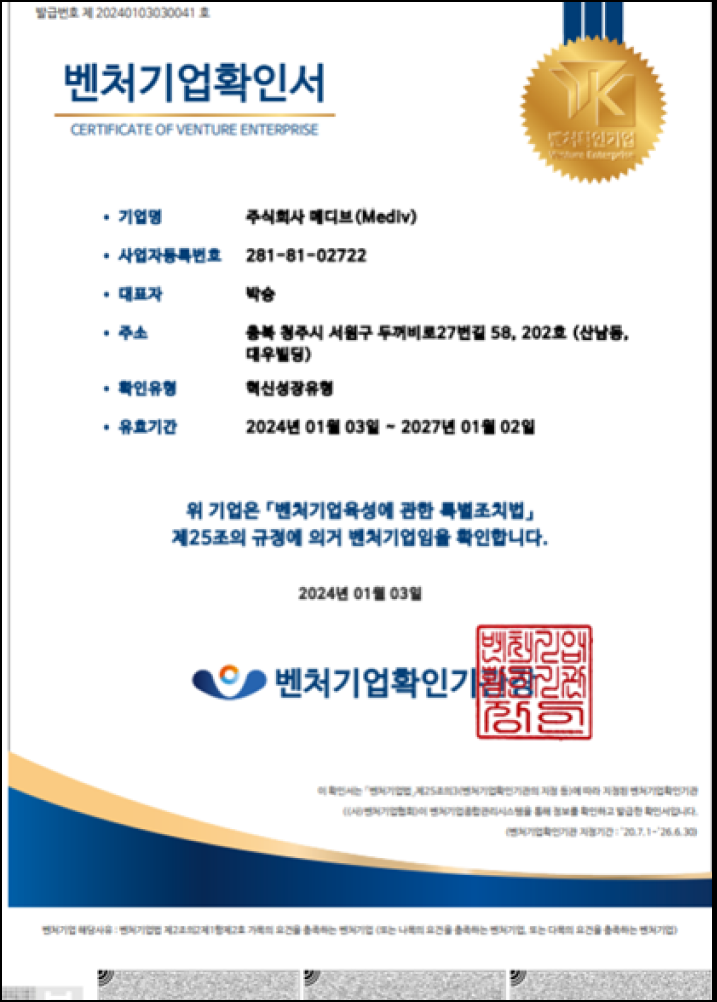 발급번호 제 20240103030041 호
벤처기업확인서
CERTIFICATE OF VENTURE ENTERPRISE
벤처확인기업
Venture Enterprise
• 기업명 주식회사 메디브(Mediv)
• 사업자등록번호 281-81-02722
• 대표자 박승
• 주소 충북 청주시 서원구 두꺼비로27번길 58, 202호 (산남동,
대우빌딩)
• 확인유형 혁신성장유형
• 유효기간 2024년 01월 03일 ~ 2027년 01월 02일
위 기업은 「벤처기업육성에 관한 특별조치법」
제25조의 규정에 의거 벤처기업임을 확인합니다.
2024년 01월 03일
벤처기업확인기관장
이 확인서는 「벤처기업법」제25조의3(벤처기업확인기관의 지정 등)에 따라 지정된 벤처기업확인기관
((사)벤처기업협회)이 벤처기업종합관리시스템을 통해 정보를 확인하고 발급한 확인서입니다.
(벤처기업확인기관 지정기간 : '20.7.1~'26.6.30)
벤처기업 해당사유 : 벤처기업법 제2조의2제1항제2호 가목의 요건을 충족하는 벤처기업 (또는 나목의 요건을 충족하는 벤처기업, 또는 다목의 요건을 충족하는 벤처기업)